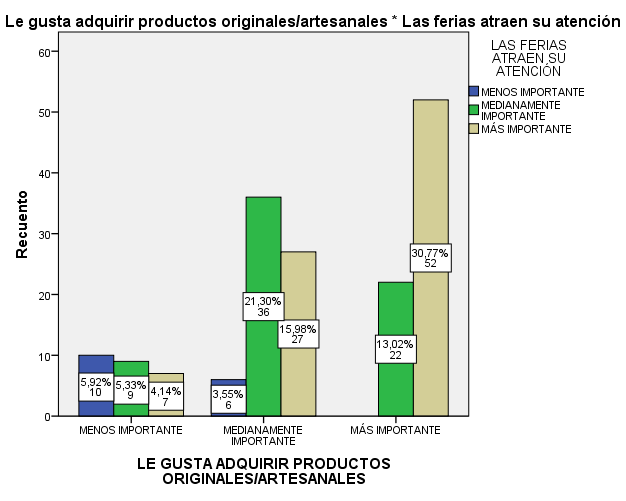 Le gusta adquirir productos originales/artesanales * Las ferias atraen su atención
LAS FERIAS
ATRAEN SU
ATENCIÓN
MENOS IMPORTANTE
MEDIANAMENTE
IMPORTANTE
MÁS IMPORTANTE
Recuento
60
50
40
30
20
10
0
5,92%
10
5,33%
9
4,14%
7
3,55%
6
21,30%
36
15,98%
27
13,02%
22
30,77%
52
MENOS IMPORTANTE
MEDIANAMENTE
IMPORTANTE
MÁS IMPORTANTE
LE GUSTA ADQUIRIR PRODUCTOS
ORIGINALES/ARTESANALES